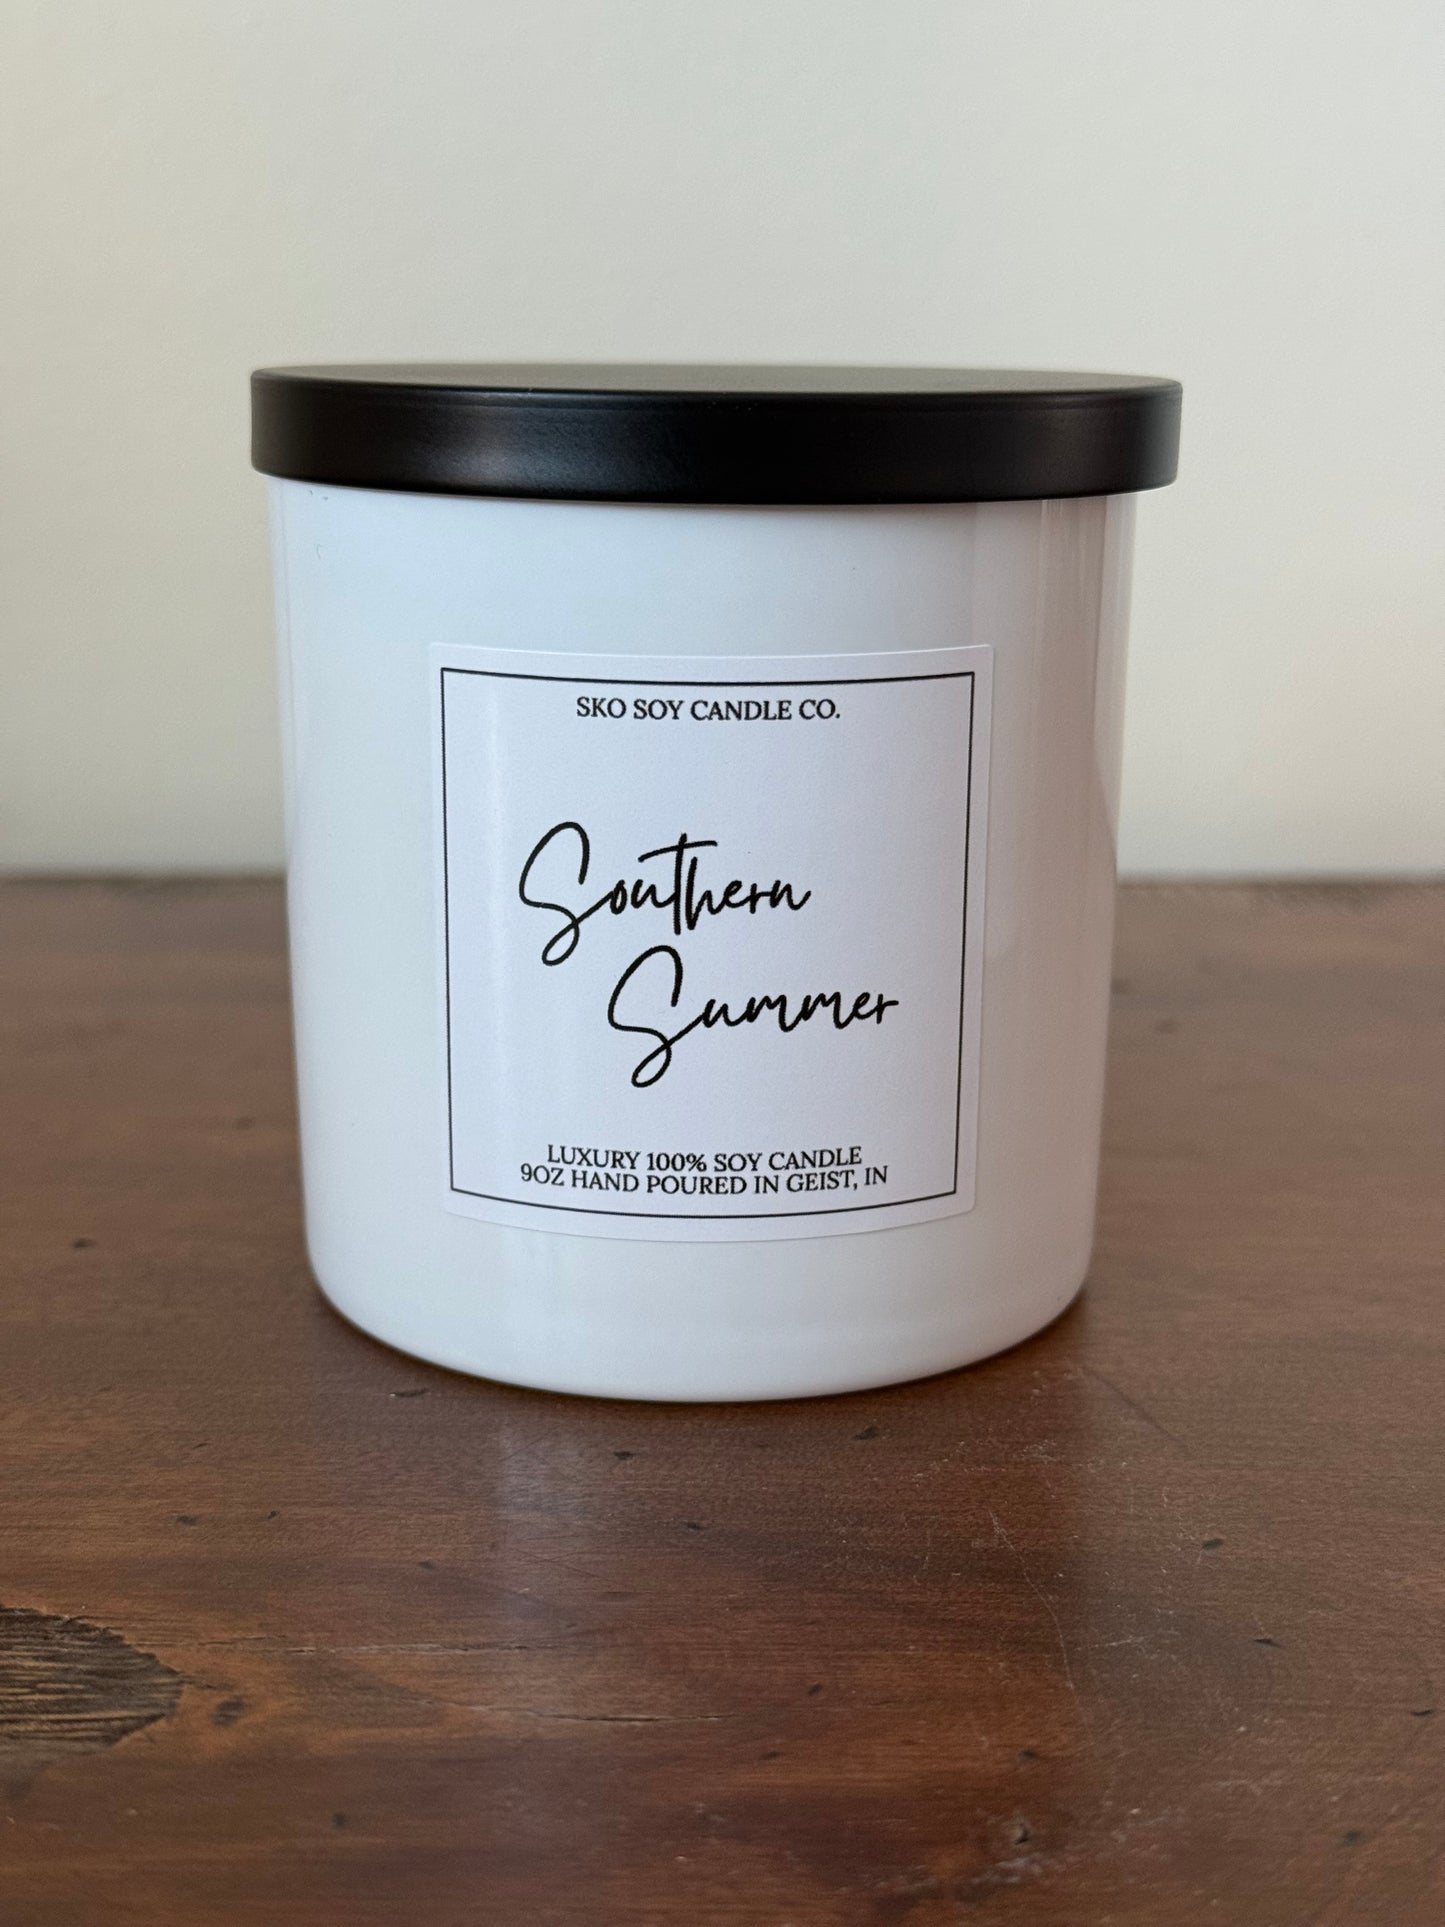 SKO SOY CANDLE CO.
Southern
Summer
LUXURY 100% SOY CANDLE
9OZ HAND POURED IN GEIST, IN